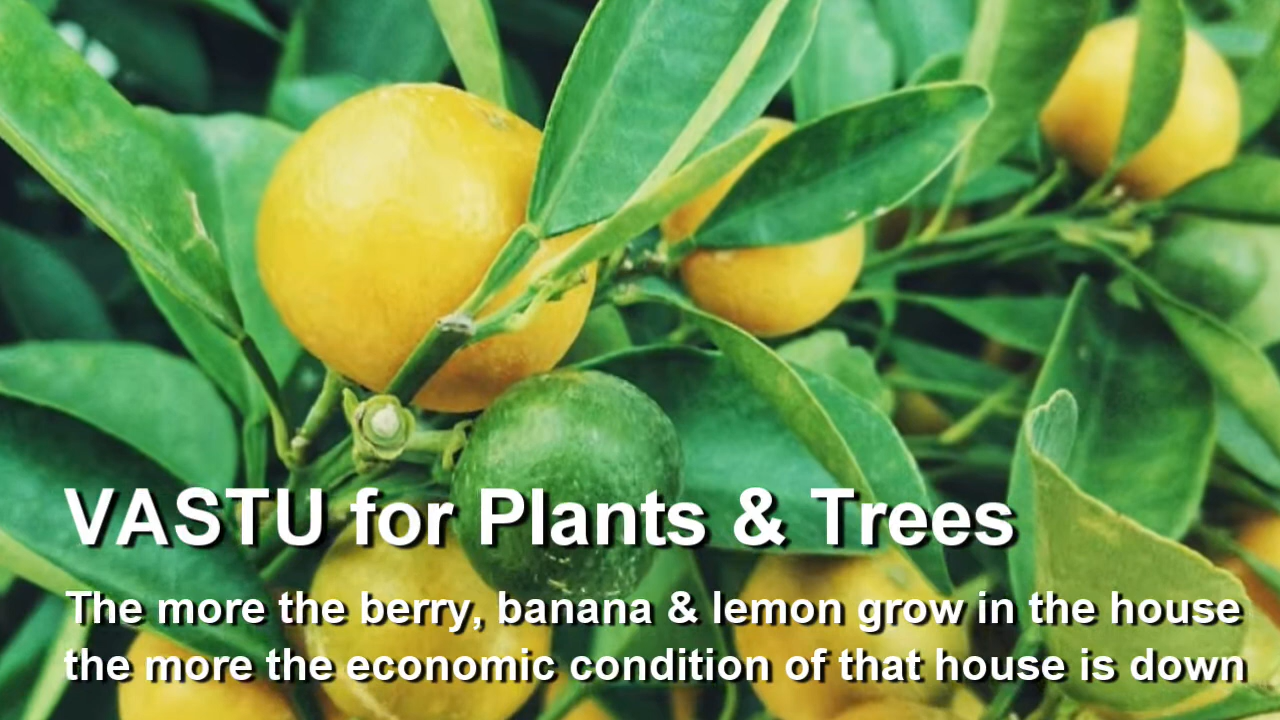 VASTU for Plants & Trees
The more the berry, banana & lemon grow in the house
the more the economic condition of that house is down